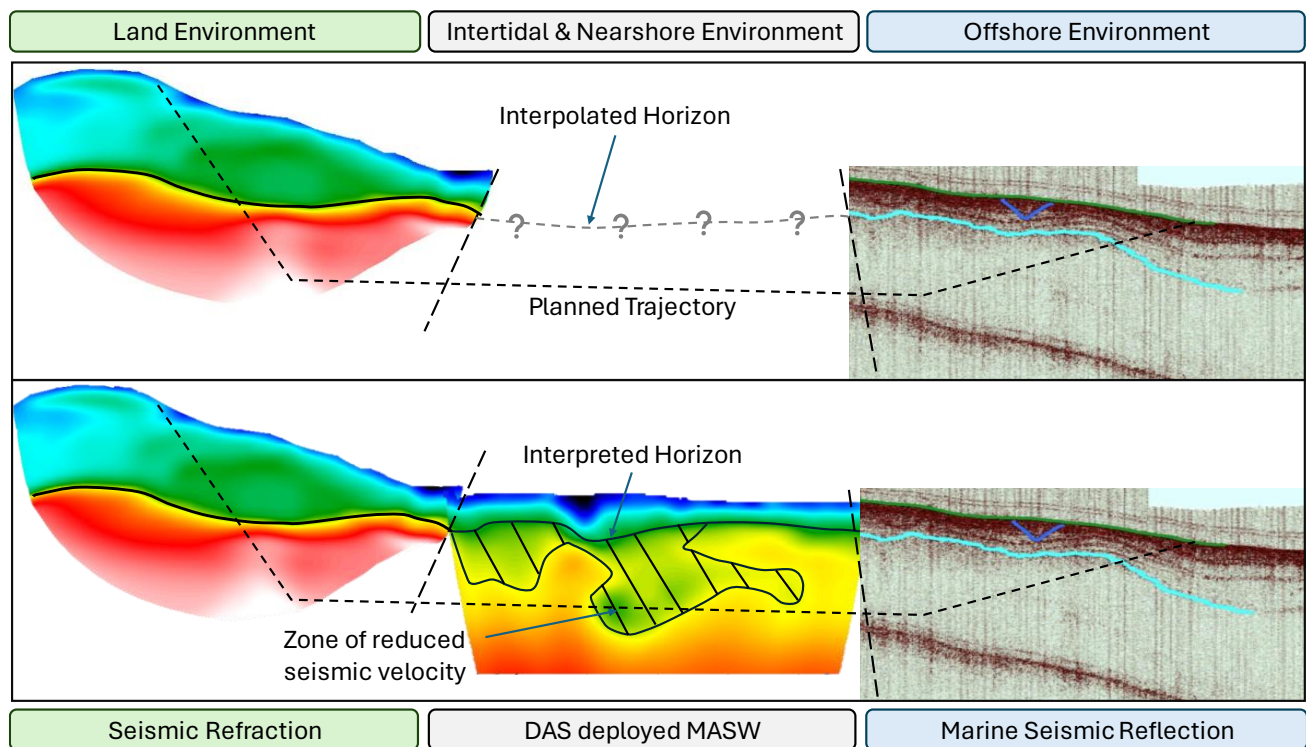 Land Environment
Intertidal & Nearshore Environment
Offshore Environment
Interpolated Horizon
? ? ? ?
Planned Trajectory
Interpreted Horizon
Zone of reduced
seismic velocity
Seismic Refraction
DAS deployed MASW
Marine Seismic Reflection